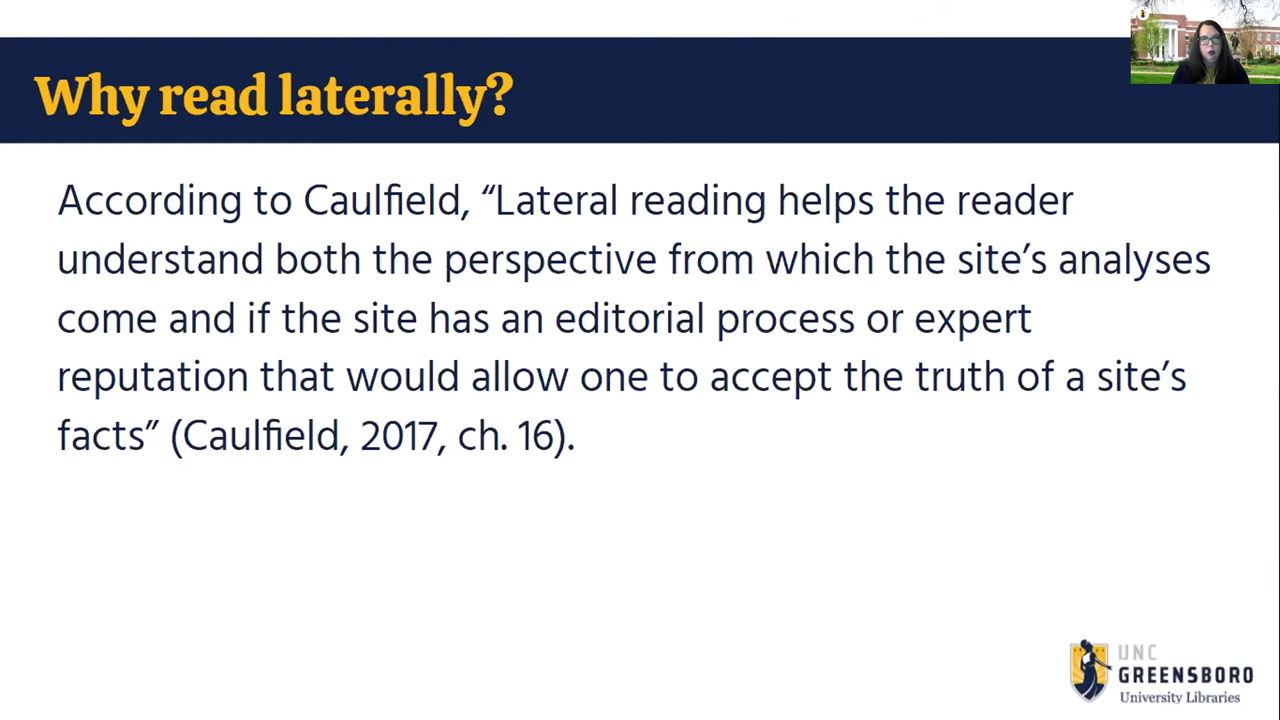 Why read laterally?
According to Caulfield, “Lateral reading helps the reader
understand both the perspective from which the site’s analyses
come and if the site has an editorial process or expert
reputation that would allow one to accept the truth of a site’s
facts” (Caulfield, 2017, ch. 16).
UNC
GREENSBORO
University Libraries